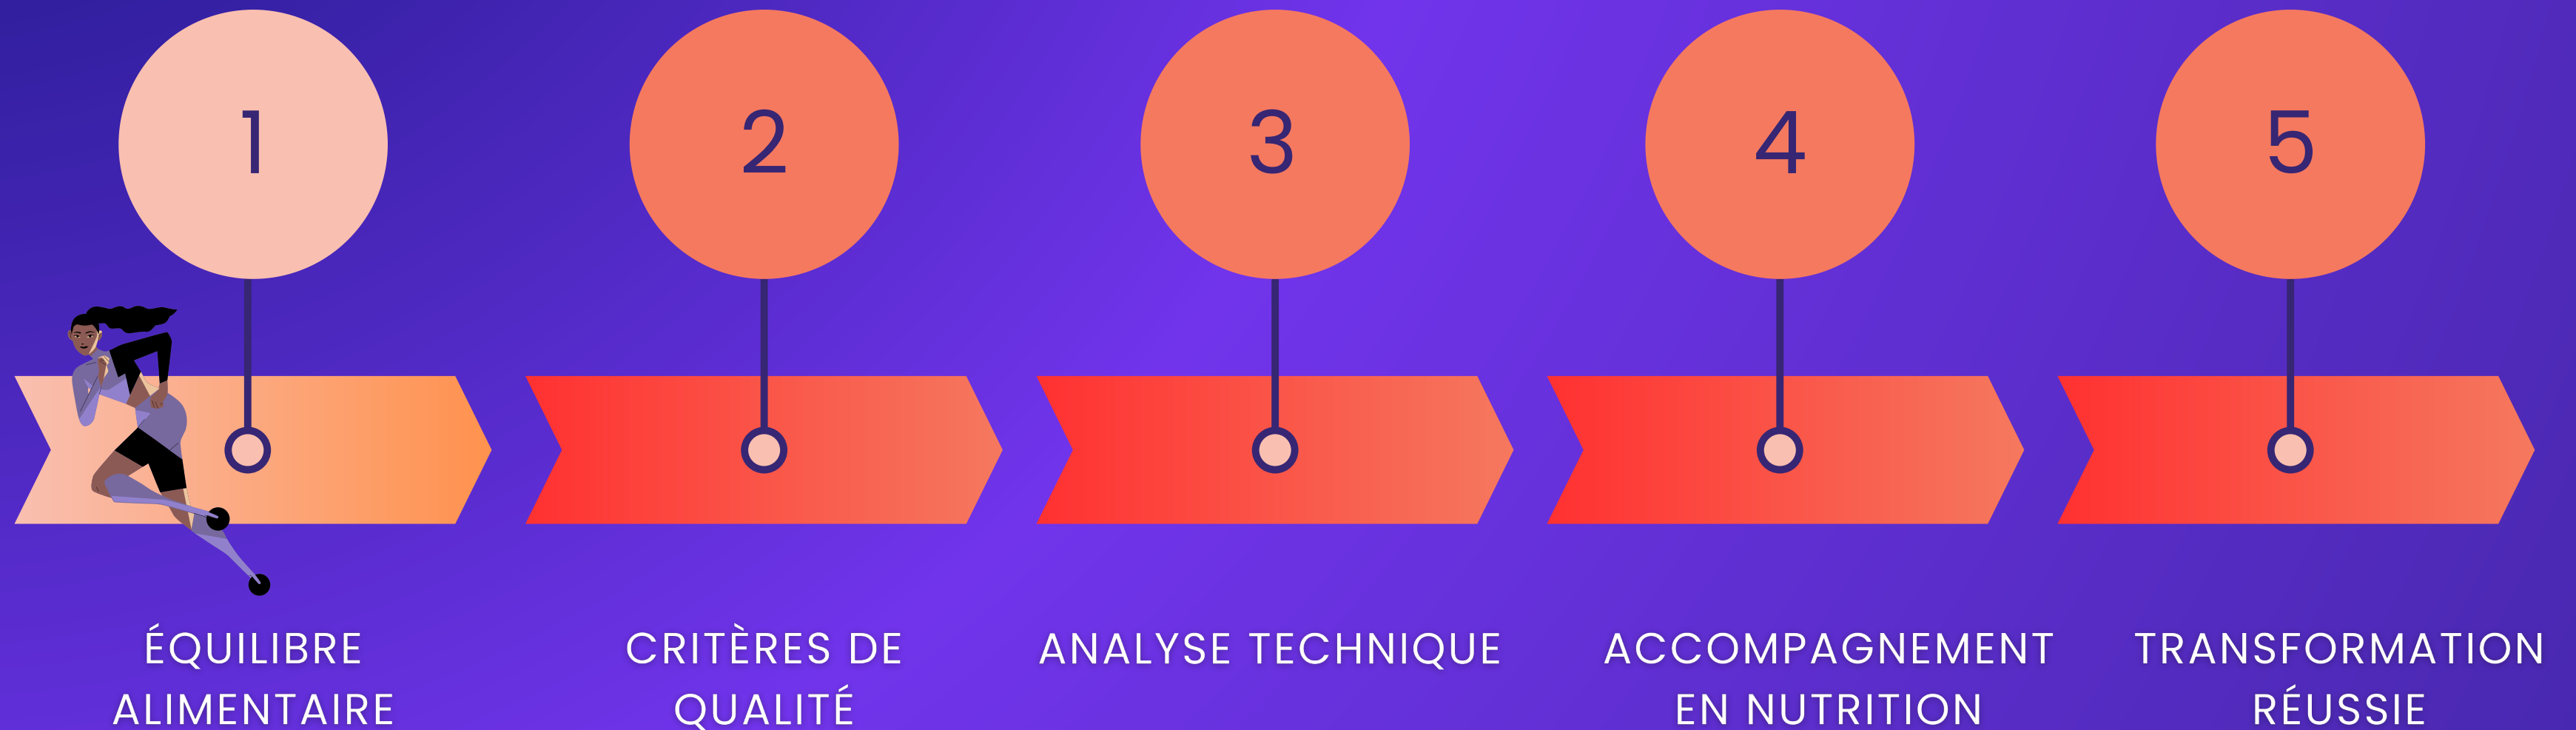 1
2
3
4
5
ÉQUILIBRE
ALIMENTAIRE
CRITÈRES DE
QUALITÉ
ANALYSE TECHNIQUE
ACCOMPAGNEMENT
EN NUTRITION
TRANSFORMATION
RÉUSSIE